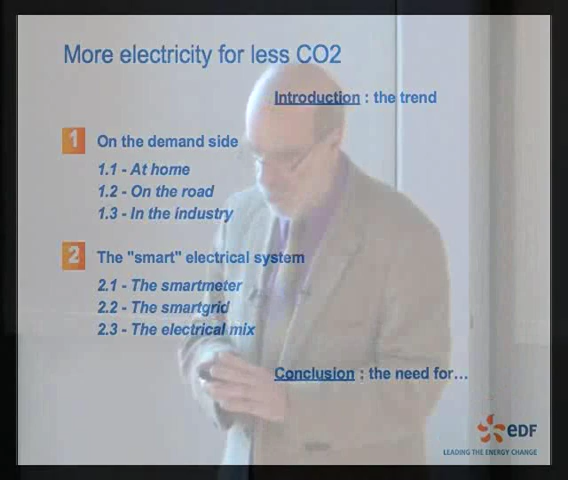 More electricity for less CO2
Introduction : the trend
1 On the demand side
1.1 - At home
1.2 - On the road
1.3 - In the industry
2 The "smart" electrical system
2.1 - The smartmeter
2.2 - The smartgrid
2.3 - The electrical mix
Conclusion : the need for...
eDF
LEADING THE ENERGY CHANGE